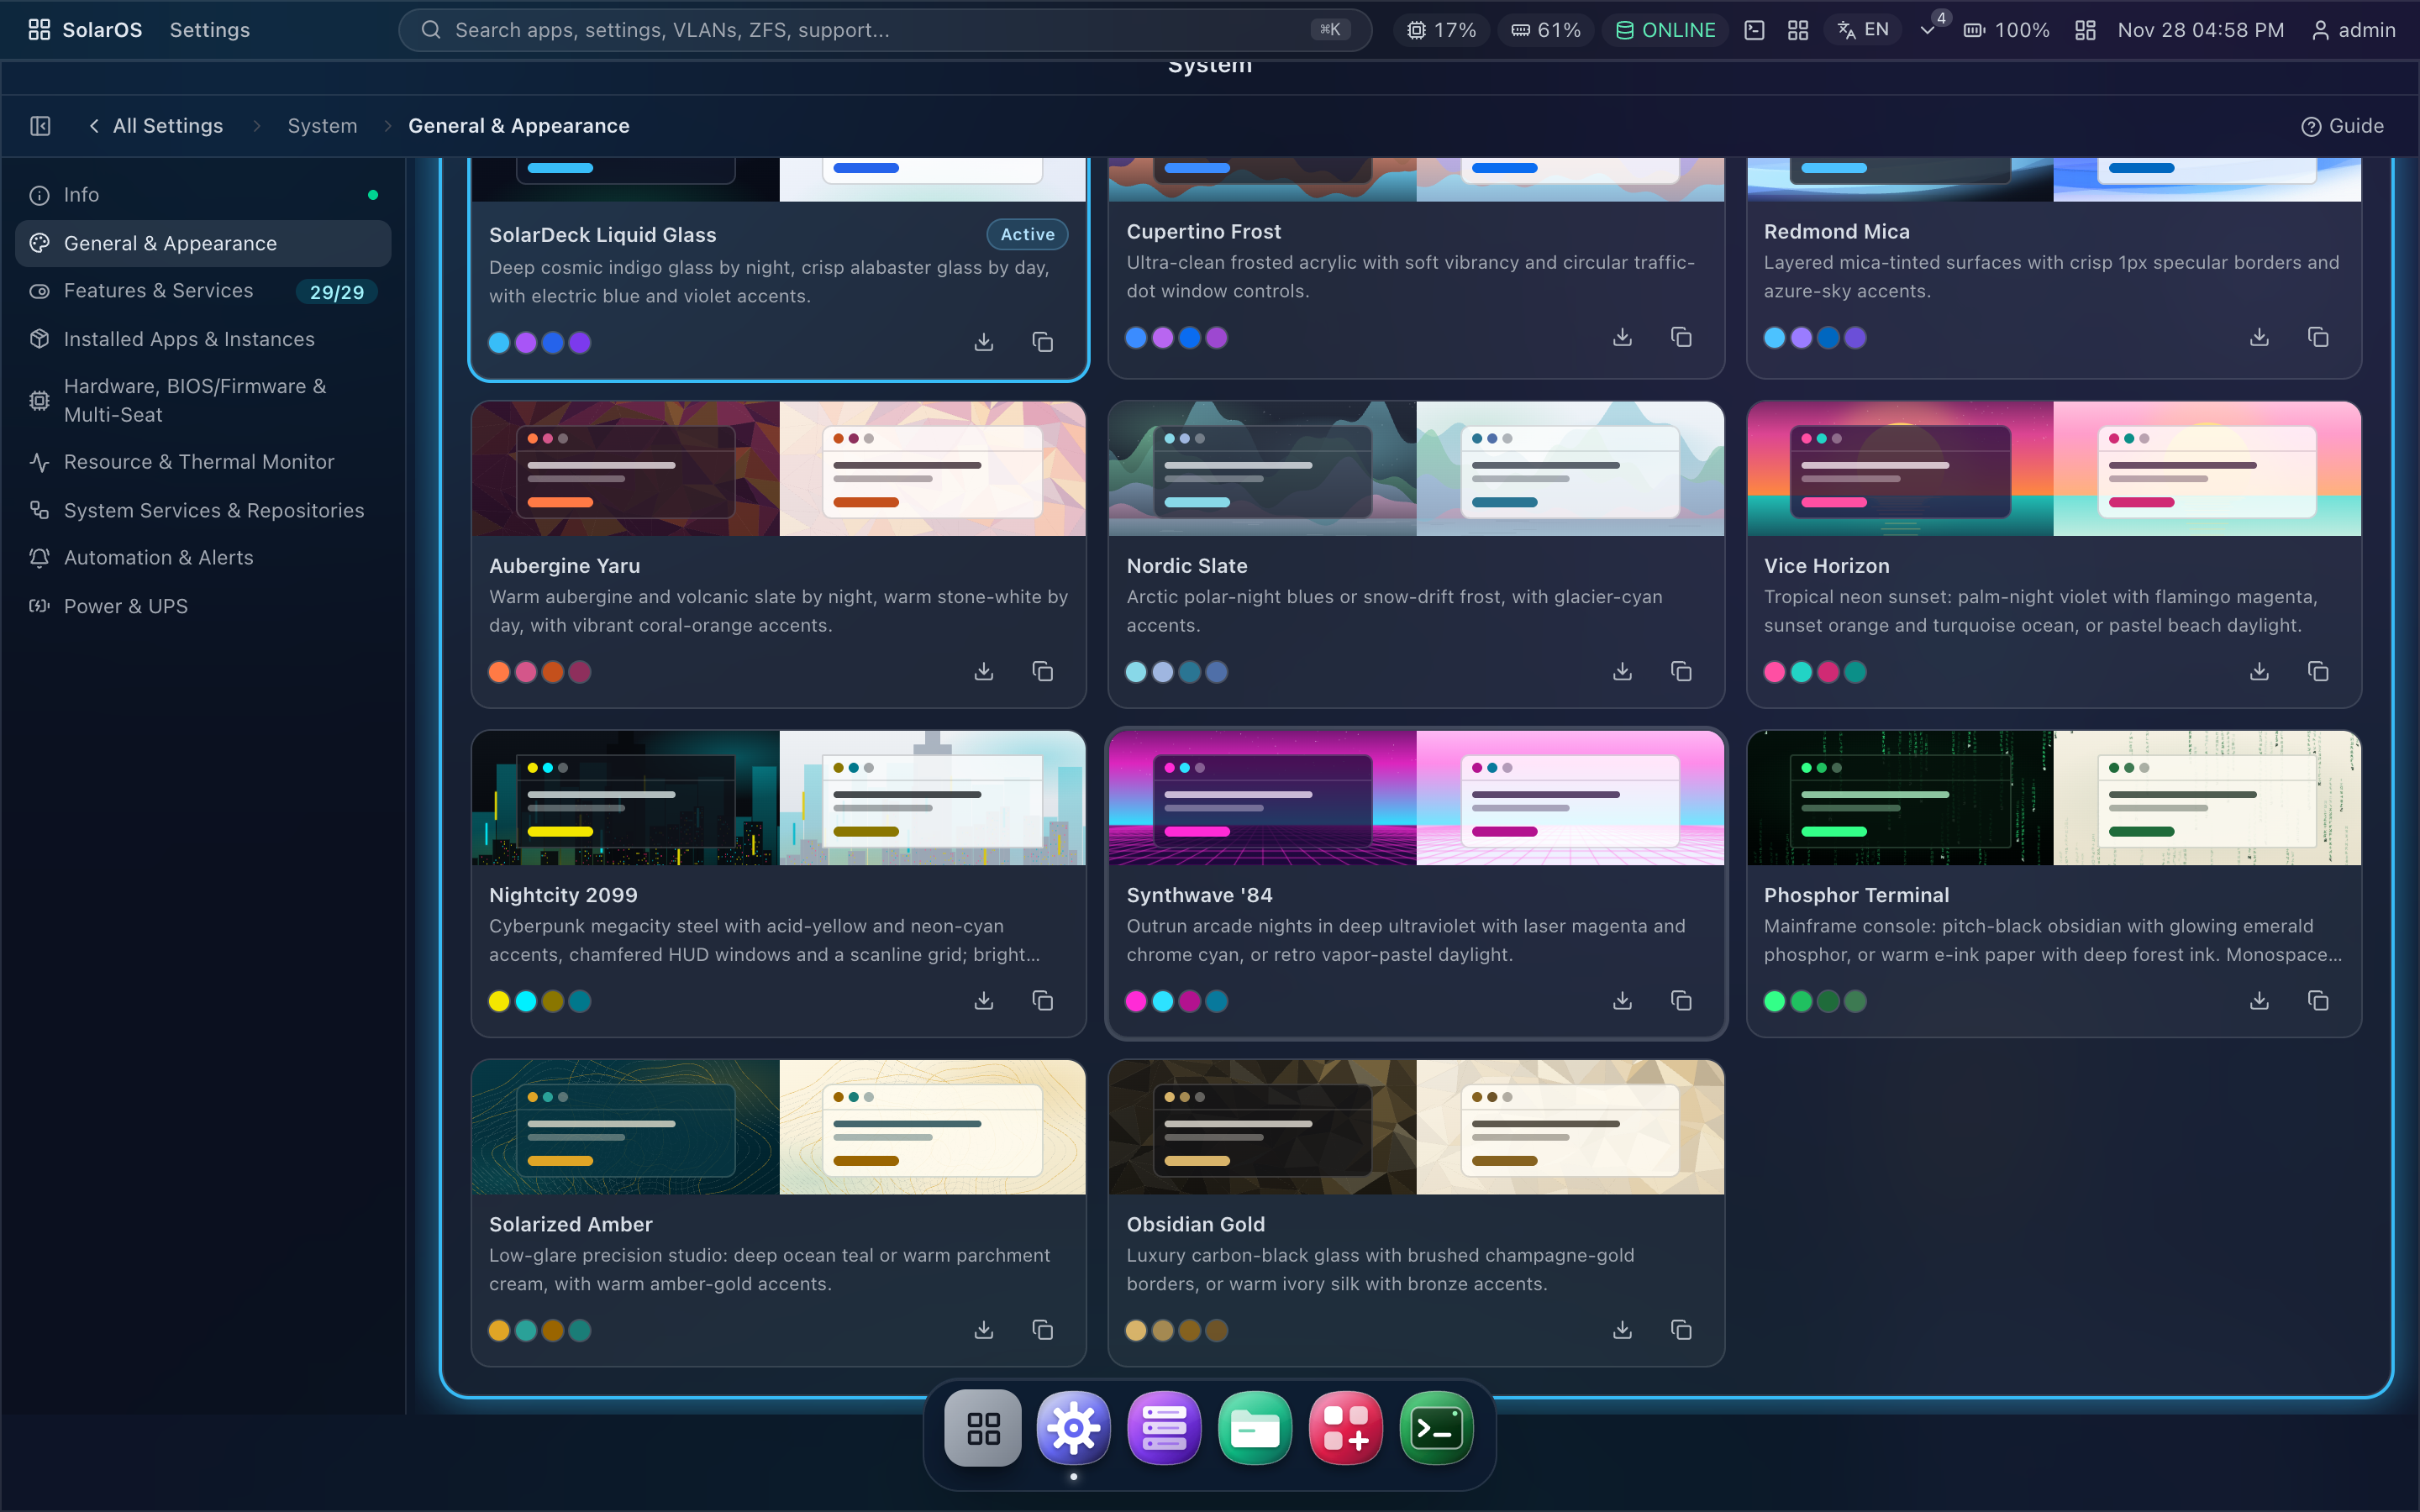 SolarOS Settings Search apps, settings, VLANs, ZFS, support... ⌘K 17% 61% ONLINE EN 4 100% Nov 28 04:58 PM admin
System
All Settings System General & Appearance Guide
Info
General & Appearance
Features & Services 29/29
Installed Apps & Instances
Hardware, BIOS/Firmware &
Multi-Seat
Resource & Thermal Monitor
System Services & Repositories
Automation & Alerts
Power & UPS
SolarDeck Liquid Glass Active
Deep cosmic indigo glass by night, crisp alabaster glass by day,
with electric blue and violet accents.
Cupertino Frost
Ultra-clean frosted acrylic with soft vibrancy and circular traffic-
dot window controls.
Redmond Mica
Layered mica-tinted surfaces with crisp 1px specular borders and
azure-sky accents.
Aubergine Yaru
Warm aubergine and volcanic slate by night, warm stone-white by
day, with vibrant coral-orange accents.
Nordic Slate
Arctic polar-night blues or snow-drift frost, with glacier-cyan
accents.
Vice Horizon
Tropical neon sunset: palm-night violet with flamingo magenta,
sunset orange and turquoise ocean, or pastel beach daylight.
Nightcity 2099
Cyberpunk megacity steel with acid-yellow and neon-cyan
accents, chamfered HUD windows and a scanline grid; bright...
Synthwave '84
Outrun arcade nights in deep ultraviolet with laser magenta and
chrome cyan, or retro vapor-pastel daylight.
Phosphor Terminal
Mainframe console: pitch-black obsidian with glowing emerald
phosphor, or warm e-ink paper with deep forest ink. Monospace...
Solarized Amber
Low-glare precision studio: deep ocean teal or warm parchment
cream, with warm amber-gold accents.
Obsidian Gold
Luxury carbon-black glass with brushed champagne-gold
borders, or warm ivory silk with bronze accents.